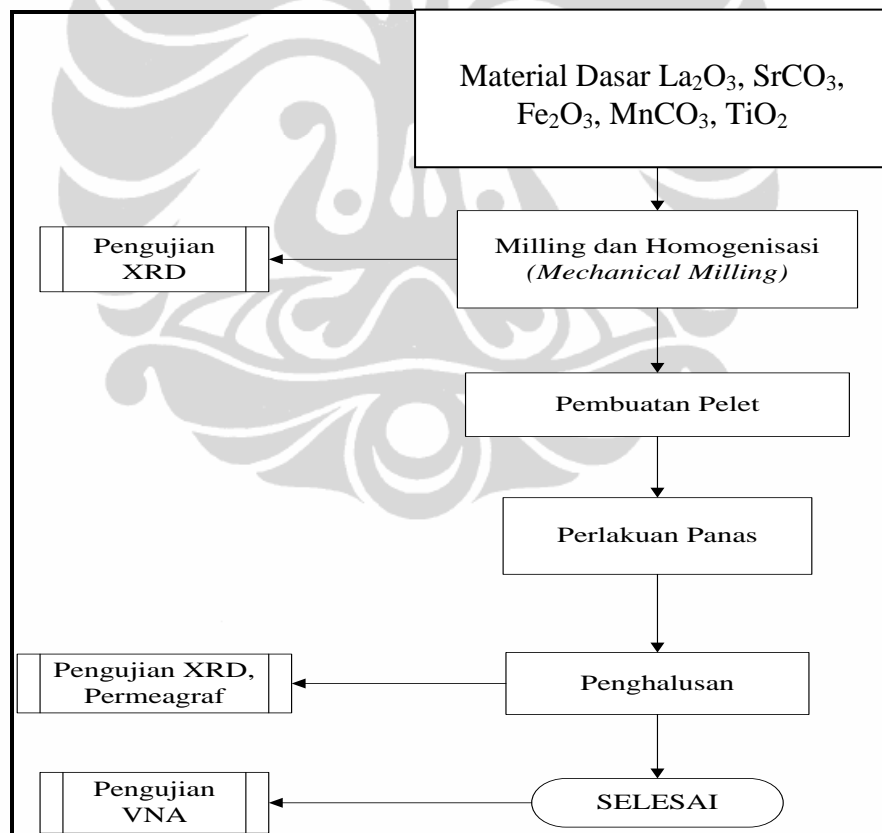 Material Dasar La₂O₃, SrCO₃,
Fe₂O₃, MnCO₃, TiO₂
Pengujian
XRD
Milling dan Homogenisasi
(Mechanical Milling)
Pembuatan Pelet
Perlakuan Panas
Pengujian XRD,
Permeagraf
Penghalusan
Pengujian
VNA
SELESAI